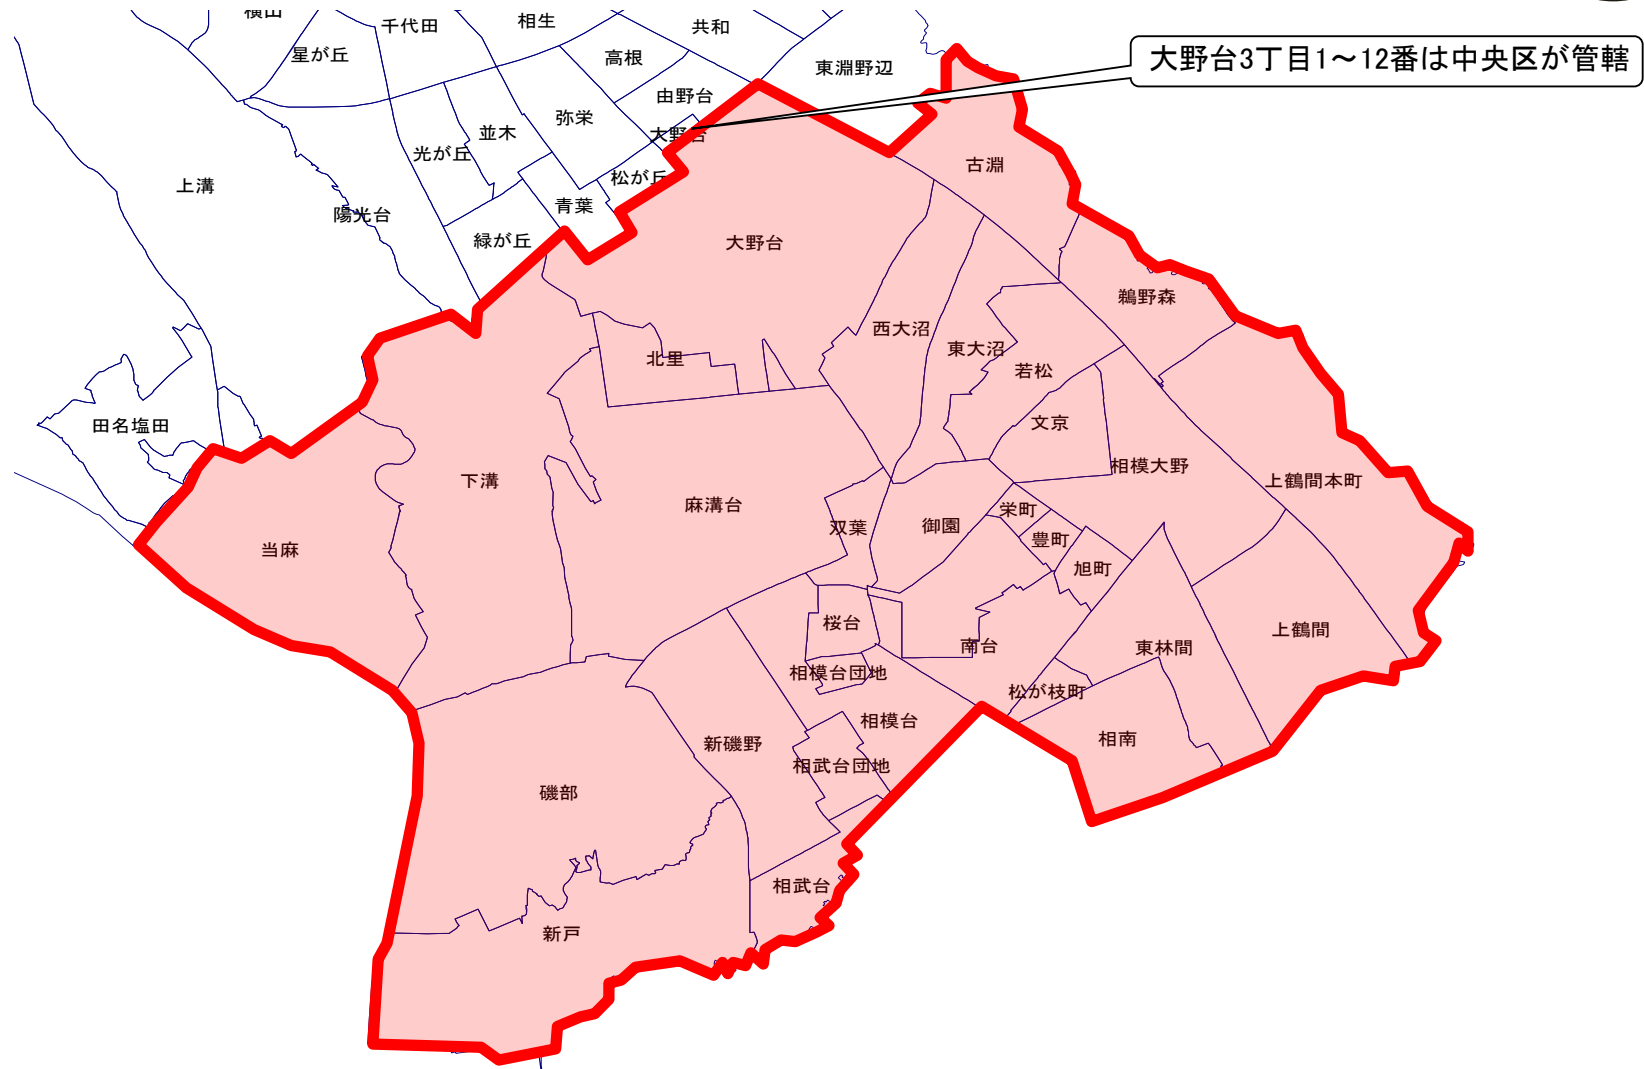 横山
千代田
相生
共和
星が丘
高根
東淵野辺
大野台3丁目1～12番は中央区が管轄
由野台
弥栄
並木
大野台
光が丘
古淵
上溝
松が丘
陽光台
青葉
緑が丘
大野台
鵜野森
西大沼
東大沼
北里
若松
田名塩田
文京
相模大野
下溝
上鶴間本町
麻溝台
栄町
双葉
御園
豊町
当麻
旭町
桜台
上鶴間
南台
東林間
相模台団地
松が枝町
相模台
新磯野
相南
相武台団地
磯部
相武台
新戸